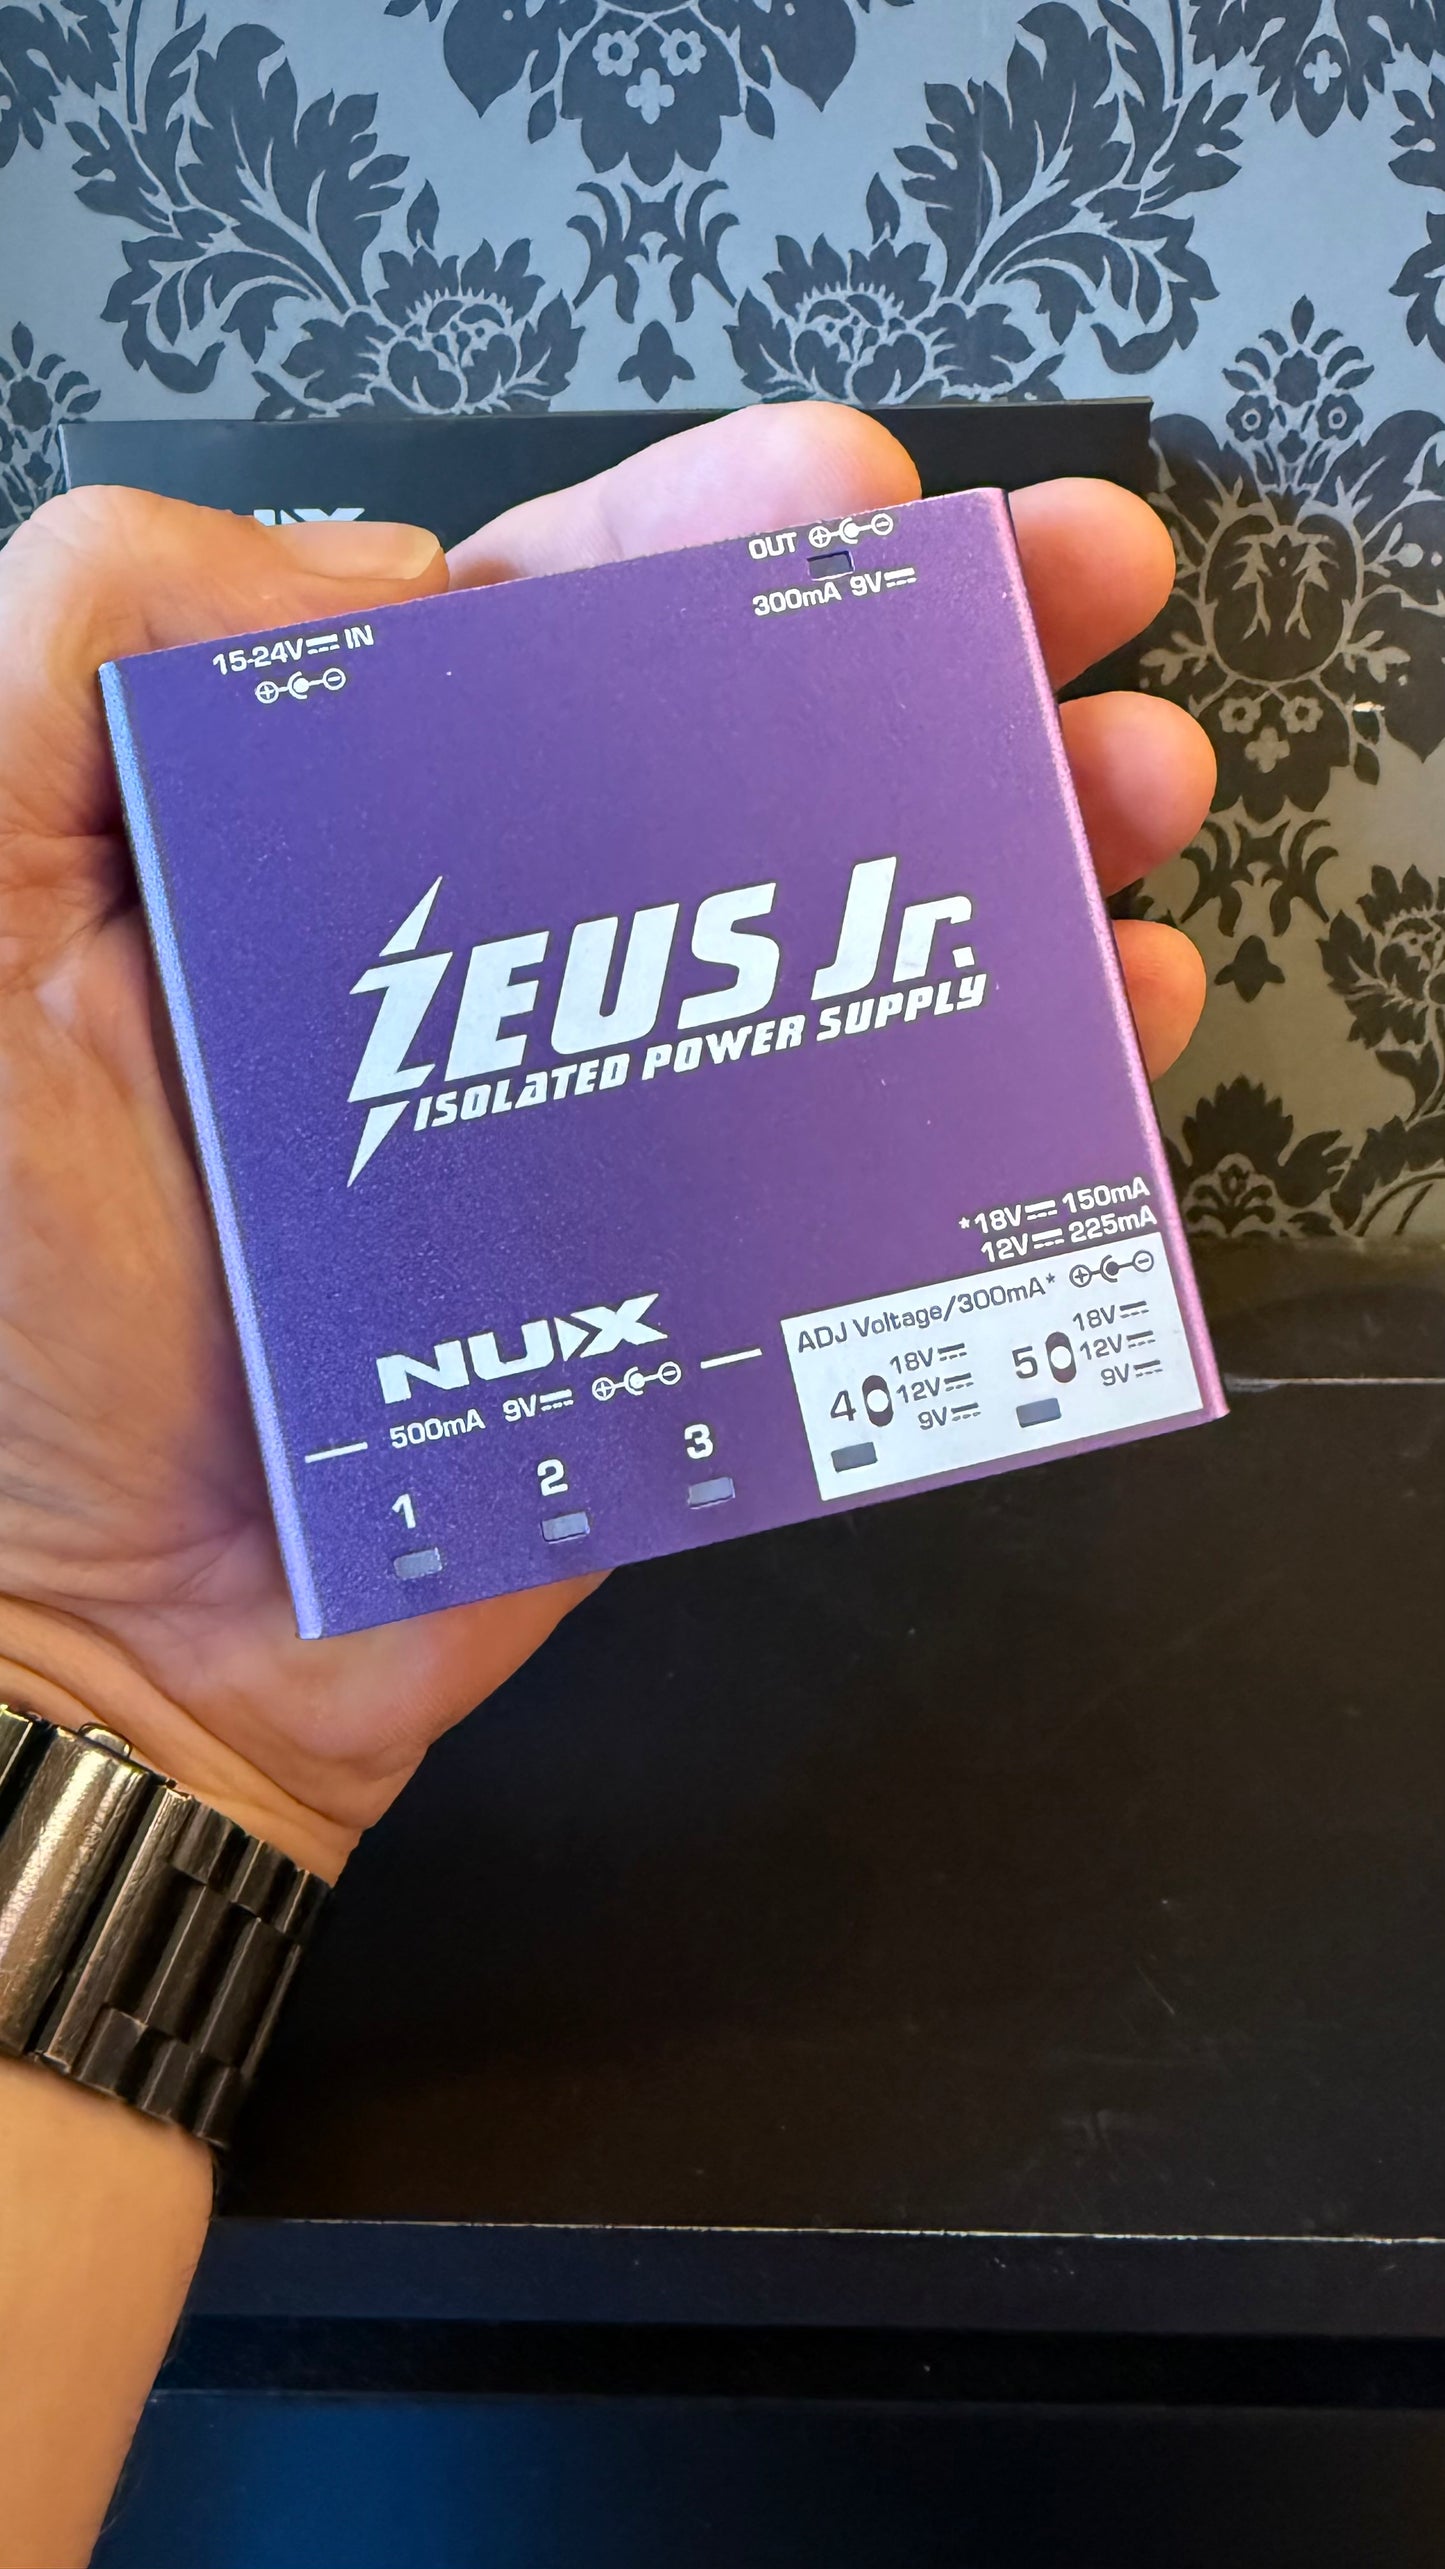 OUT ⊕-⊖
300mA 9V⎓
15-24V⎓ IN
⊕-⊖
ZEUS Jr.
ISOLATED POWER SUPPLY
*18V⎓ 150mA
12V⎓ 225mA
NUX
500mA 9V⎓ ⊕-⊖
1
2
3
ADJ Voltage/300mA* ⊕-⊖
4
18V⎓
12V⎓
9V⎓
5
18V⎓
12V⎓
9V⎓